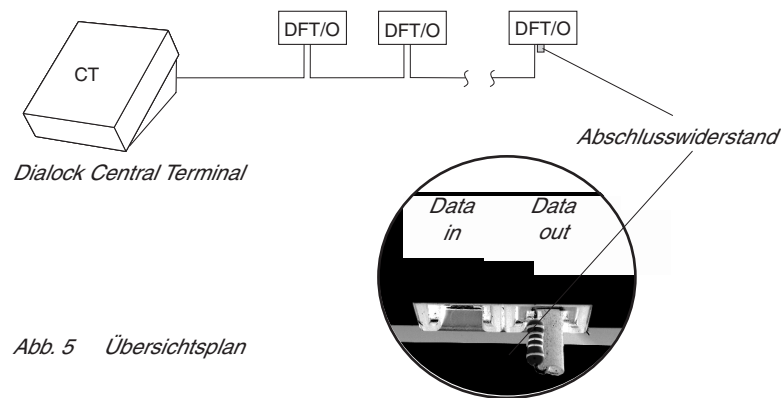 DFT/O DFT/O DFT/O
CT
Abschlusswiderstand
Dialock Central Terminal
Data in
Data out
Abb. 5 Übersichtsplan